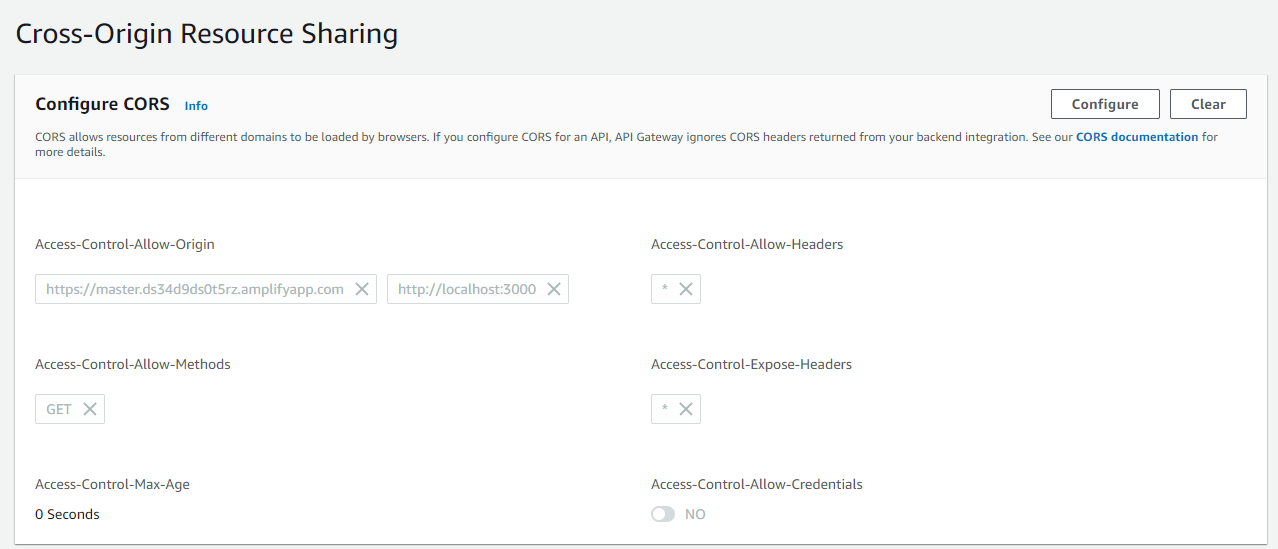 Cross-Origin Resource Sharing
Configure CORS Info
Configure Clear
CORS allows resources from different domains to be loaded by browsers. If you configure CORS for an API, API Gateway ignores CORS headers returned from your backend integration. See our CORS documentation for
more details.
Access-Control-Allow-Origin
https://master.ds34d9ds0t5rz.amplifyapp.com http://localhost:3000
Access-Control-Allow-Headers
*
Access-Control-Allow-Methods
GET
Access-Control-Expose-Headers
*
Access-Control-Max-Age
0 Seconds
Access-Control-Allow-Credentials
NO